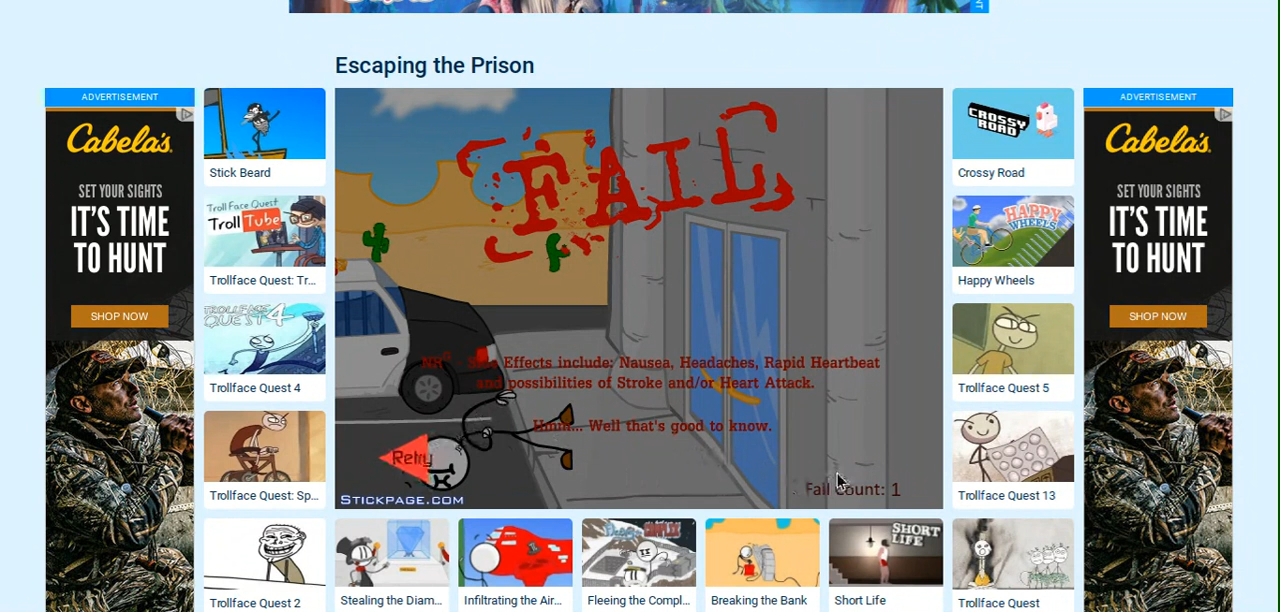 Escaping the Prison
ADVERTISEMENT
Cabela's
SET YOUR SIGHTS
IT'S TIME
TO HUNT
SHOP NOW
Stick Beard
Troll Face Quest
Troll Tube
Trollface Quest: Tr...
TROLLFACE
QUEST 4
Trollface Quest 4
Trollface Quest: Sp...
Trollface Quest 2
FAIL
Side Effects include: Nausea, Headaches, Rapid Heartbeat
and possibilities of Stroke and/or Heart Attack.
Hmm... Well that's good to know.
Retry
Fail Count: 1
STICKPAGE.COM
Stealing the Diam...
Infiltrating the Air...
Fleeing the Compl...
Breaking the Bank
SHORT
LIFE
Short Life
CROSSY
ROAD
Crossy Road
HAPPY
WHEELS
Happy Wheels
Trollface Quest 5
Trollface Quest 13
Trollface Quest
ADVERTISEMENT
Cabela's
SET YOUR SIGHTS
IT'S TIME
TO HUNT
SHOP NOW